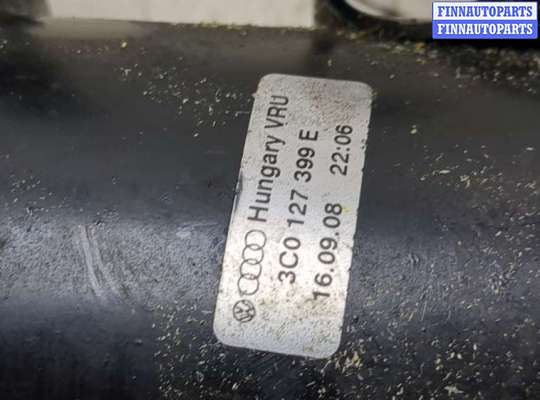 FINNAUTOPARTS
FINNAUTOPARTS
Hungary VRU
3C0 127 399 E
16.09.08 22:06